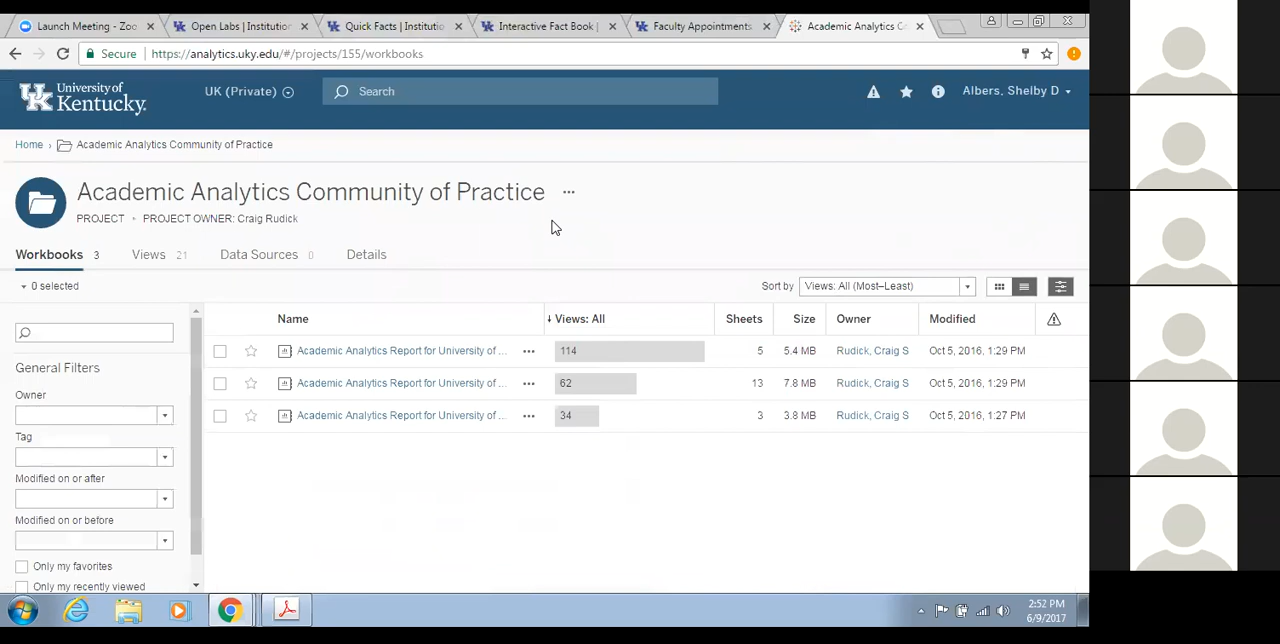 Launch Meeting - Zoo
Open Labs | Institution
Quick Facts | Institutio
Interactive Fact Book |
Faculty Appointments,
Academic Analytics Co
Secure https://analytics.uky.edu/#/projects/155/workbooks
University of Kentucky.
UK (Private)
Search
Albers, Shelby D
Home › Academic Analytics Community of Practice
Academic Analytics Community of Practice ...
PROJECT • PROJECT OWNER: Craig Rudick
Workbooks 3 Views 21 Data Sources 0 Details
0 selected
Sort by Views: All (Most–Least)
Name ↓ Views: All Sheets Size Owner Modified
Academic Analytics Report for University of ... ... 114 5 5.4 MB Rudick, Craig S Oct 5, 2016, 1:29 PM
Academic Analytics Report for University of ... ... 62 13 7.8 MB Rudick, Craig S Oct 5, 2016, 1:29 PM
Academic Analytics Report for University of ... ... 34 3 3.8 MB Rudick, Craig S Oct 5, 2016, 1:27 PM
General Filters
Owner
Tag
Modified on or after
Modified on or before
Only my favorites
Only my recently viewed
2:52 PM
6/9/2017